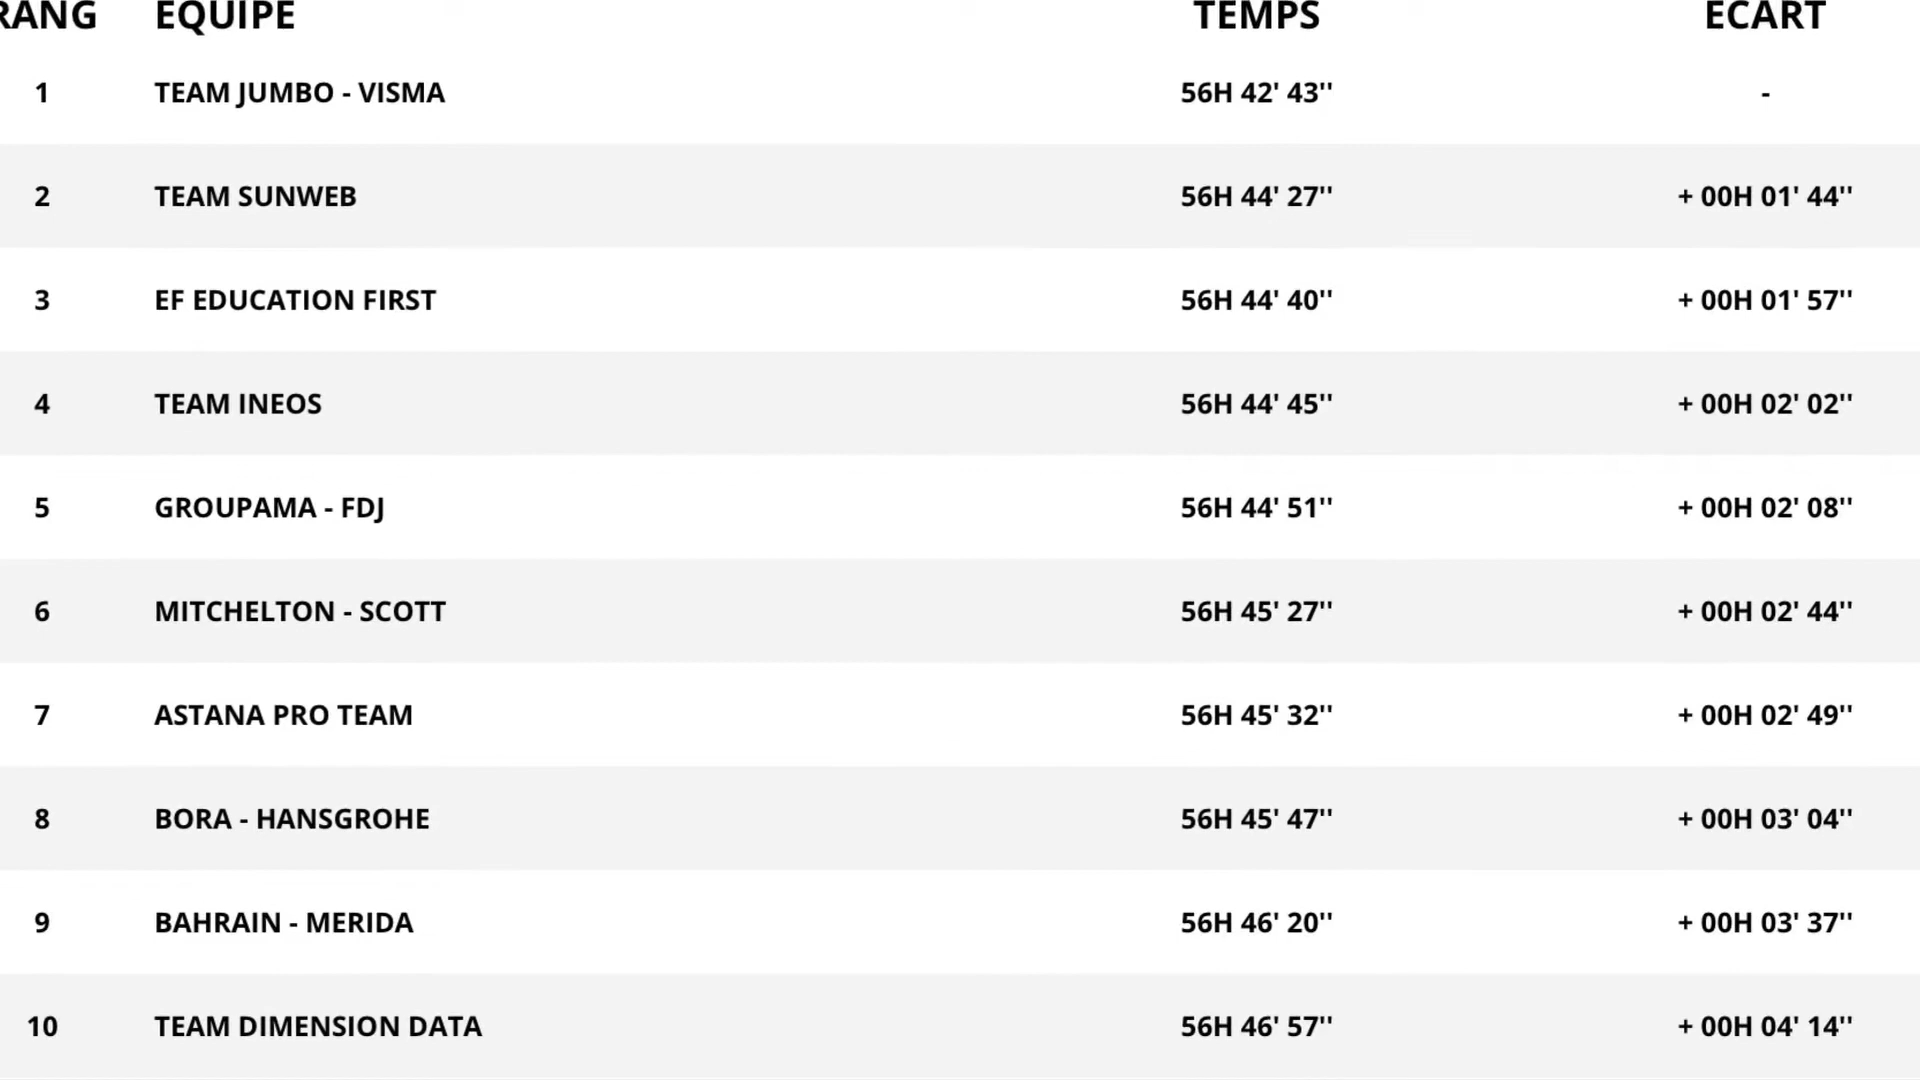 RANG EQUIPE TEMPS ECART
1 TEAM JUMBO - VISMA 56H 42' 43'' -
2 TEAM SUNWEB 56H 44' 27'' + 00H 01' 44''
3 EF EDUCATION FIRST 56H 44' 40'' + 00H 01' 57''
4 TEAM INEOS 56H 44' 45'' + 00H 02' 02''
5 GROUPAMA - FDJ 56H 44' 51'' + 00H 02' 08''
6 MITCHELTON - SCOTT 56H 45' 27'' + 00H 02' 44''
7 ASTANA PRO TEAM 56H 45' 32'' + 00H 02' 49''
8 BORA - HANSGROHE 56H 45' 47'' + 00H 03' 04''
9 BAHRAIN - MERIDA 56H 46' 20'' + 00H 03' 37''
10 TEAM DIMENSION DATA 56H 46' 57'' + 00H 04' 14''